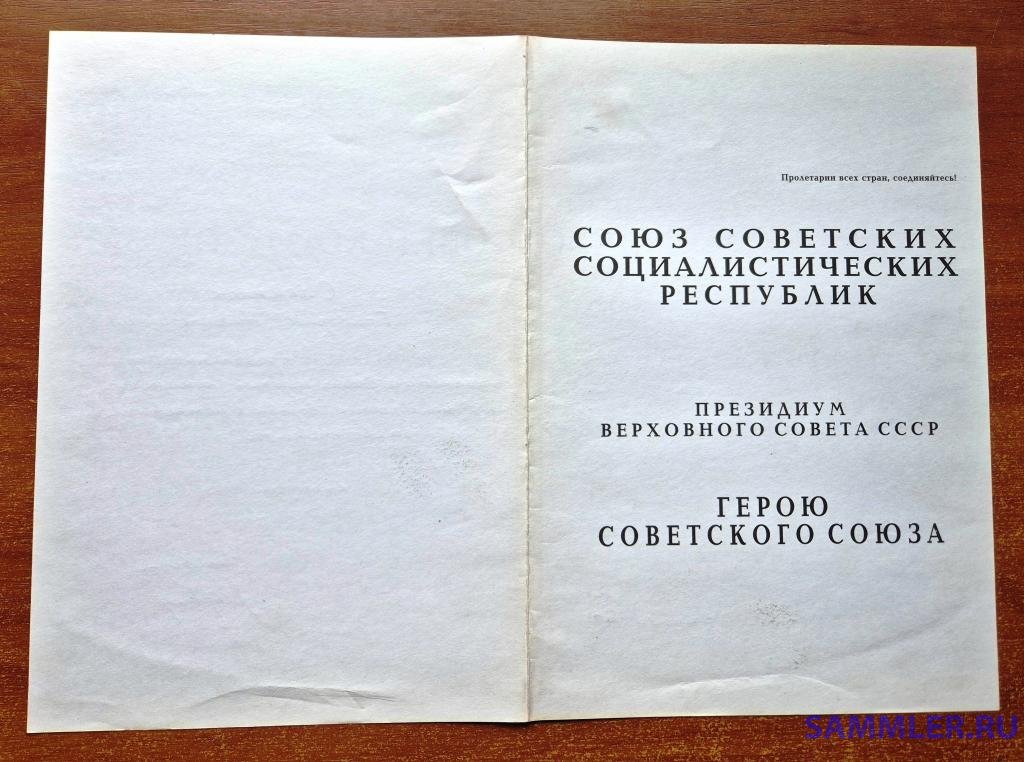 Пролетарии всех стран, соединяйтесь!
СОЮЗ СОВЕТСКИХ
СОЦИАЛИСТИЧЕСКИХ
РЕСПУБЛИК
ПРЕЗИДИУМ
ВЕРХОВНОГО СОВЕТА СССР
ГЕРОЮ
СОВЕТСКОГО СОЮЗА
SAMMLER.RU